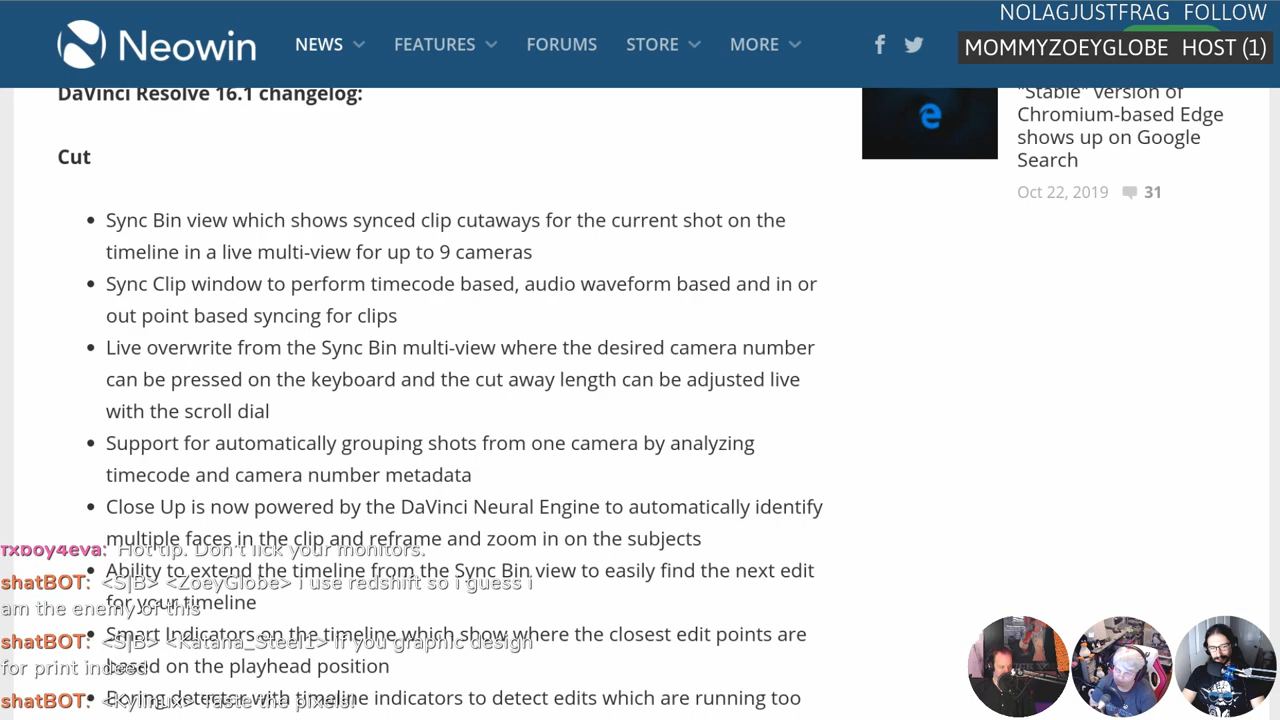 NOLAGJUSTFRAG FOLLOW
MOMMYZOEYGLOBE HOST (1)
Neowin
NEWS FEATURES FORUMS STORE MORE
DaVinci Resolve 16.1 changelog:
Cut
• Sync Bin view which shows synced clip cutaways for the current shot on the
timeline in a live multi-view for up to 9 cameras
• Sync Clip window to perform timecode based, audio waveform based and in or
out point based syncing for clips
• Live overwrite from the Sync Bin multi-view where the desired camera number
can be pressed on the keyboard and the cut away length can be adjusted live
with the scroll dial
• Support for automatically grouping shots from one camera by analyzing
timecode and camera number metadata
• Close Up is now powered by the DaVinci Neural Engine to automatically identify
multiple faces in the clip and reframe and zoom in on the subjects
• Ability to extend the timeline from the Sync Bin view to easily find the next edit
for your timeline
• Smart Indicators on the timeline which show where the closest edit points are
based on the playhead position
• Boring detector with timeline indicators to detect edits which are running too
"Stable" version of
Chromium-based Edge
shows up on Google
Search
Oct 22, 2019 31
rxboy4eva: Hot tip. Don't lick your monitors.
shatBOT: <S|B> <ZoeyGlobe> i use redshift so i guess i
am the enemy of this
shatBOT: <S|B> <Katana_Steel1> if you graphic design
for print indeed
shatBOT: <Kylinux> Taste the pixels!